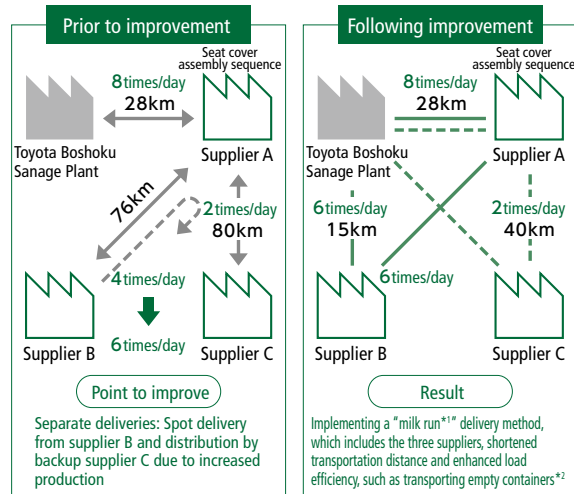 Prior to improvement
Seat cover
assembly sequence
8times/day
28km
Toyota Boshoku
Sanage Plant
Supplier A
76km
2times/day
80km
4times/day
6times/day
Supplier B
Supplier C
Point to improve
Separate deliveries: Spot delivery
from supplier B and distribution by
backup supplier C due to increased
production
Following improvement
Seat cover
assembly sequence
8times/day
28km
Toyota Boshoku
Sanage Plant
Supplier A
6times/day
15km
2times/day
40km
6times/day
Supplier B
Supplier C
Result
Implementing a "milk run*1" delivery method,
which includes the three suppliers, shortened
transportation distance and enhanced load
efficiency, such as transporting empty containers*2